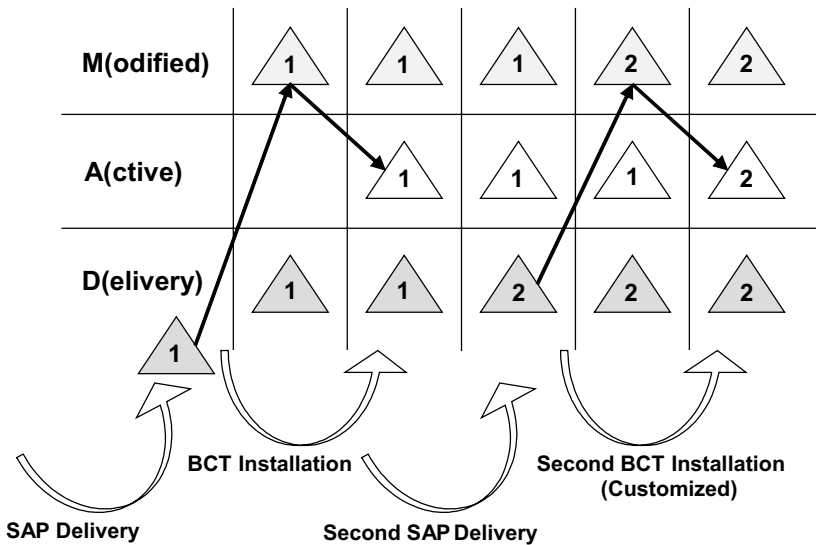 M(odified) 1 1 1 2 2
A(ctive) 1 1 1 2
D(elivery) 1 1 2 2 2
1
BCT Installation
Second BCT Installation
(Customized)
SAP Delivery
Second SAP Delivery